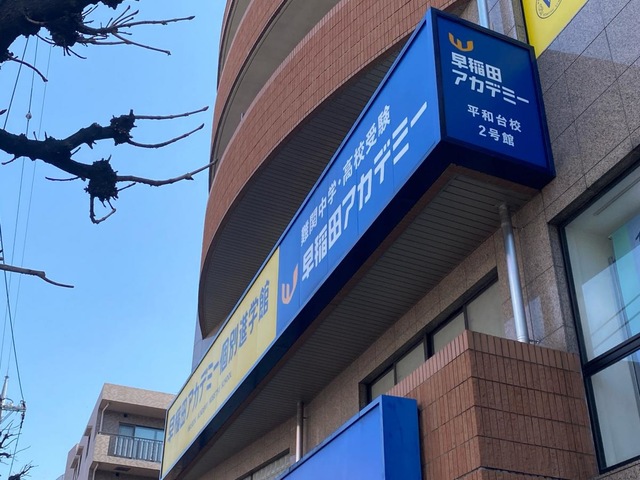 早稲田
アカデミー
平和台校
2号館
難関中学・高校受験
早稲田アカデミー
早稲田アカデミー個別進学館